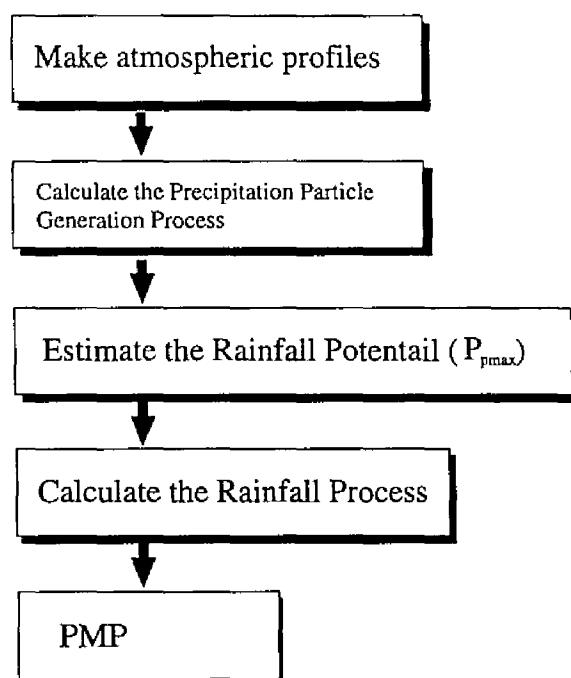 Make atmospheric profiles
Calculate the Precipitation Particle
Generation Process
Estimate the Rainfall Potentail (Ppmax)
Calculate the Rainfall Process
PMP